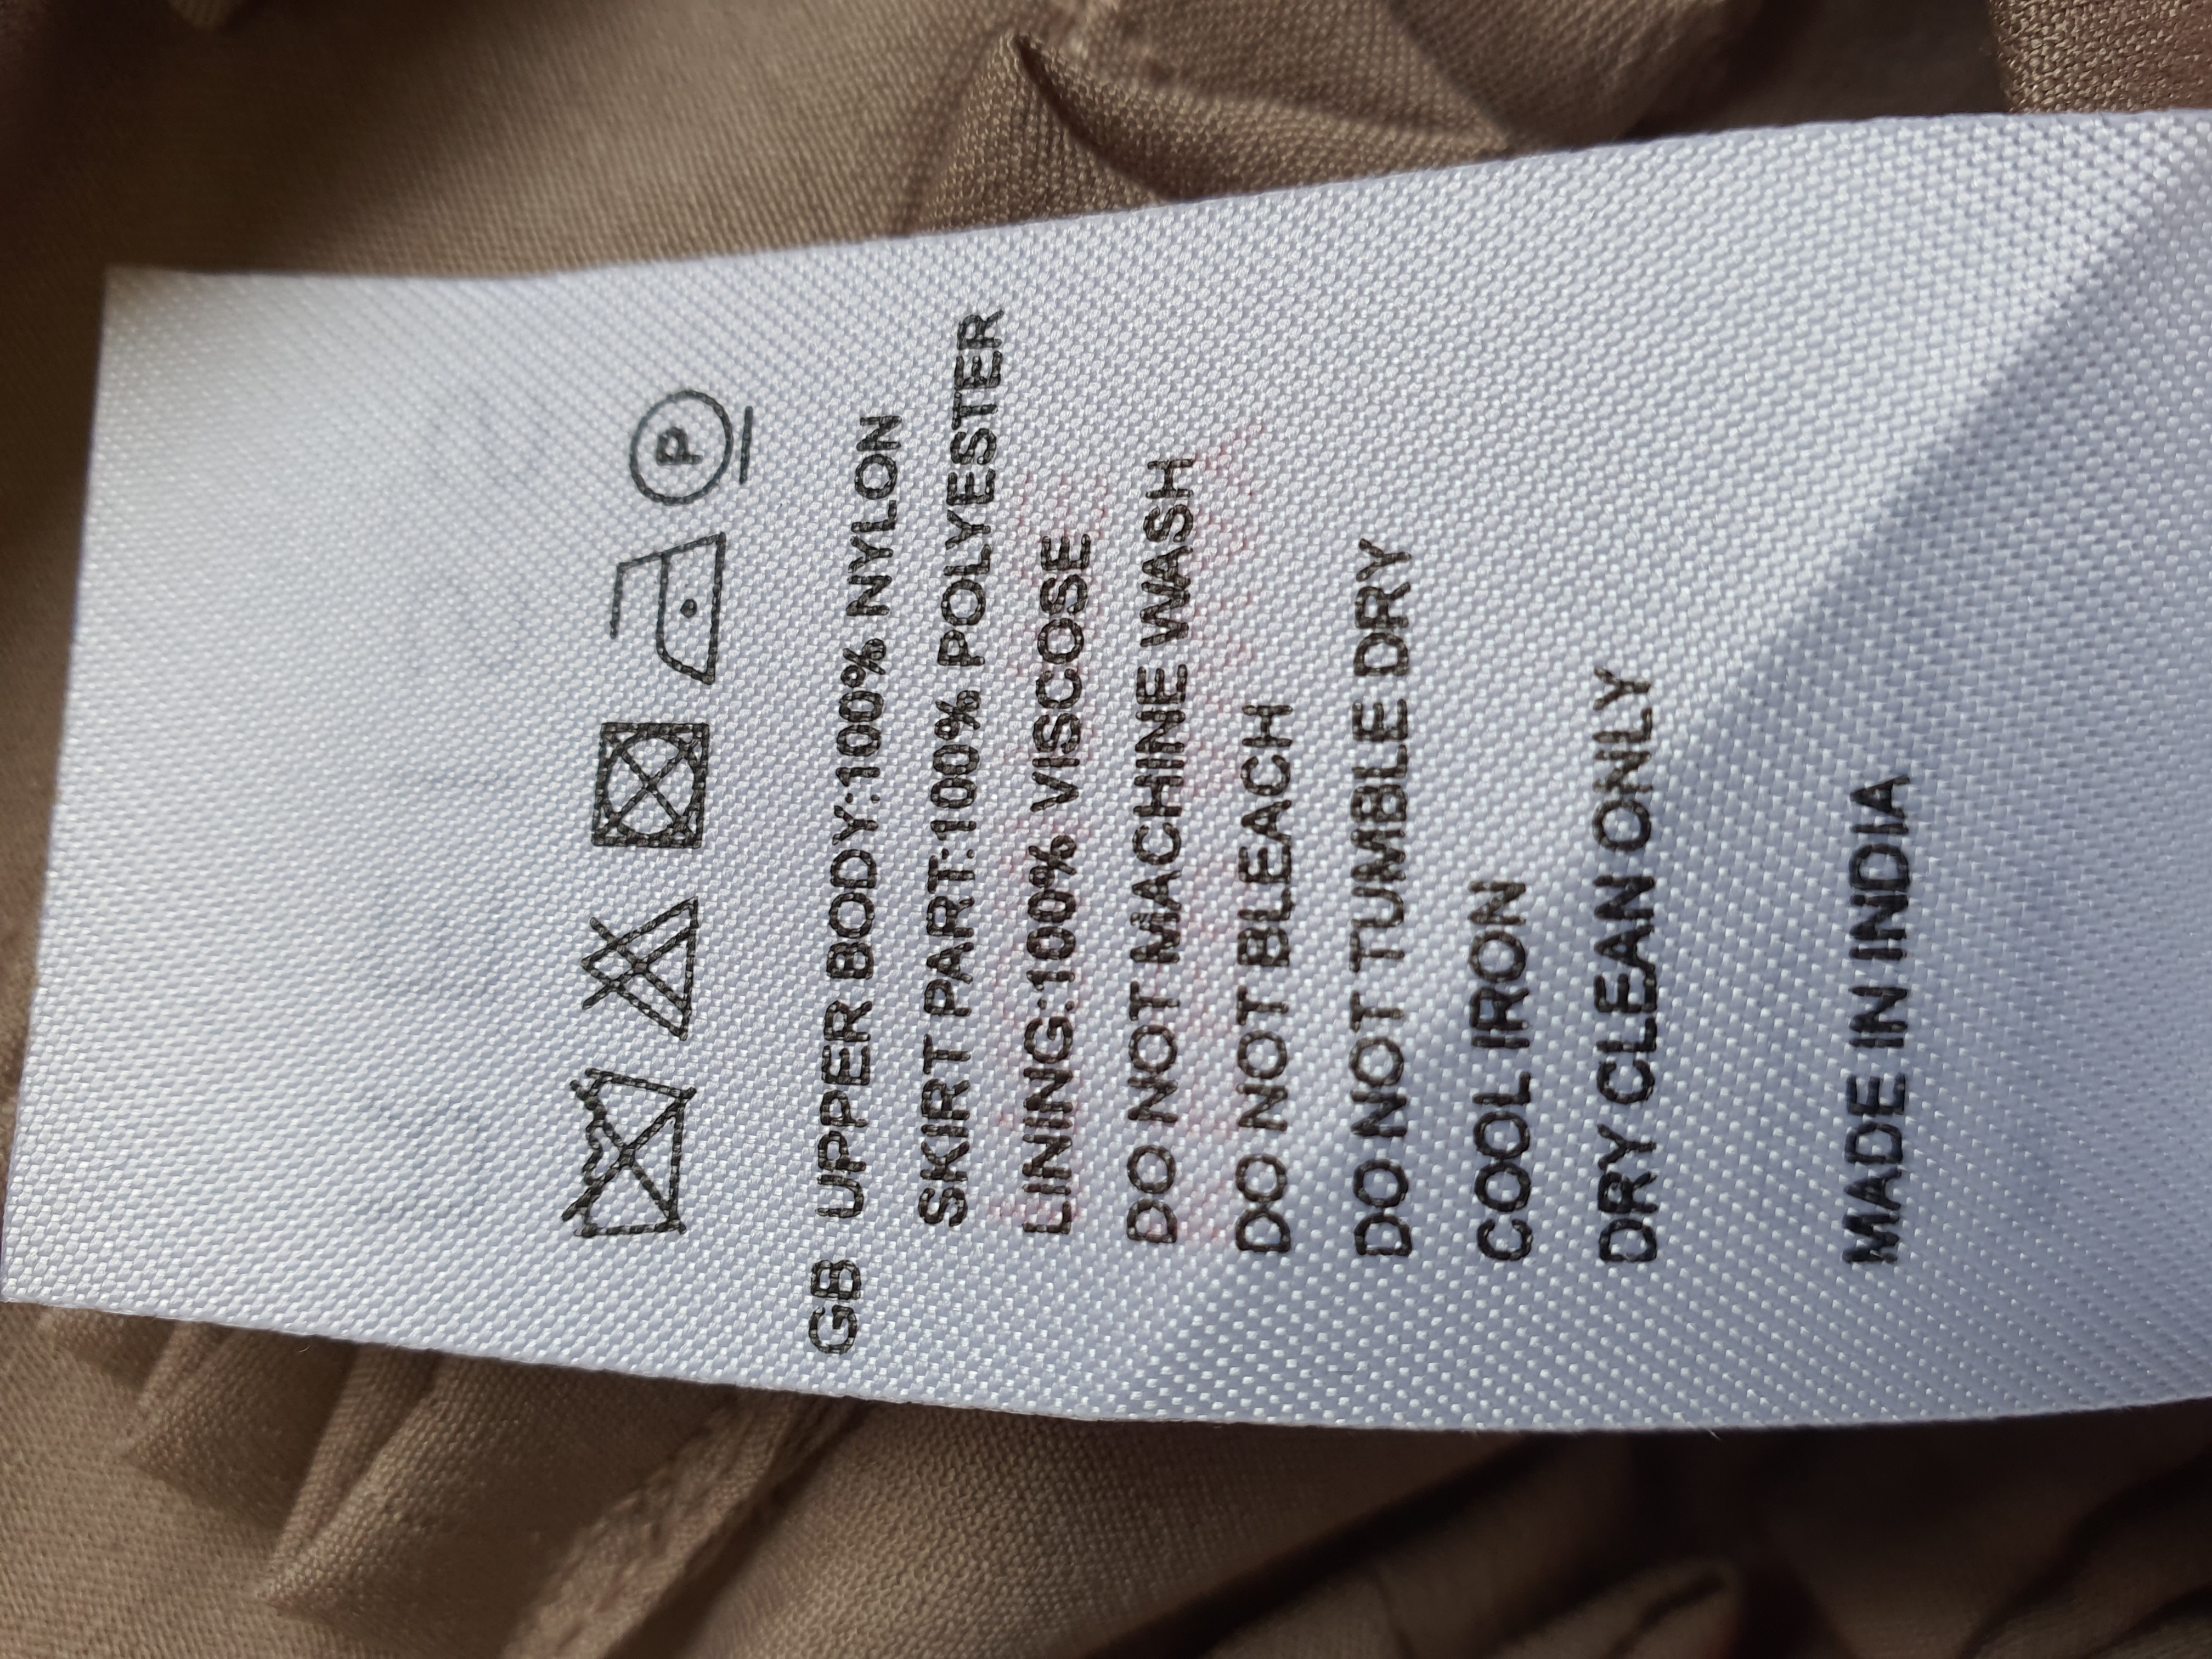 P
GB UPPER BODY:100% NYLON
SKIRT PART:100% POLYESTER
LINING:100% VISCOSE
DO NOT MACHINE WASH
DO NOT BLEACH
DO NOT TUMBLE DRY
COOL IRON
DRY CLEAN ONLY
MADE IN INDIA